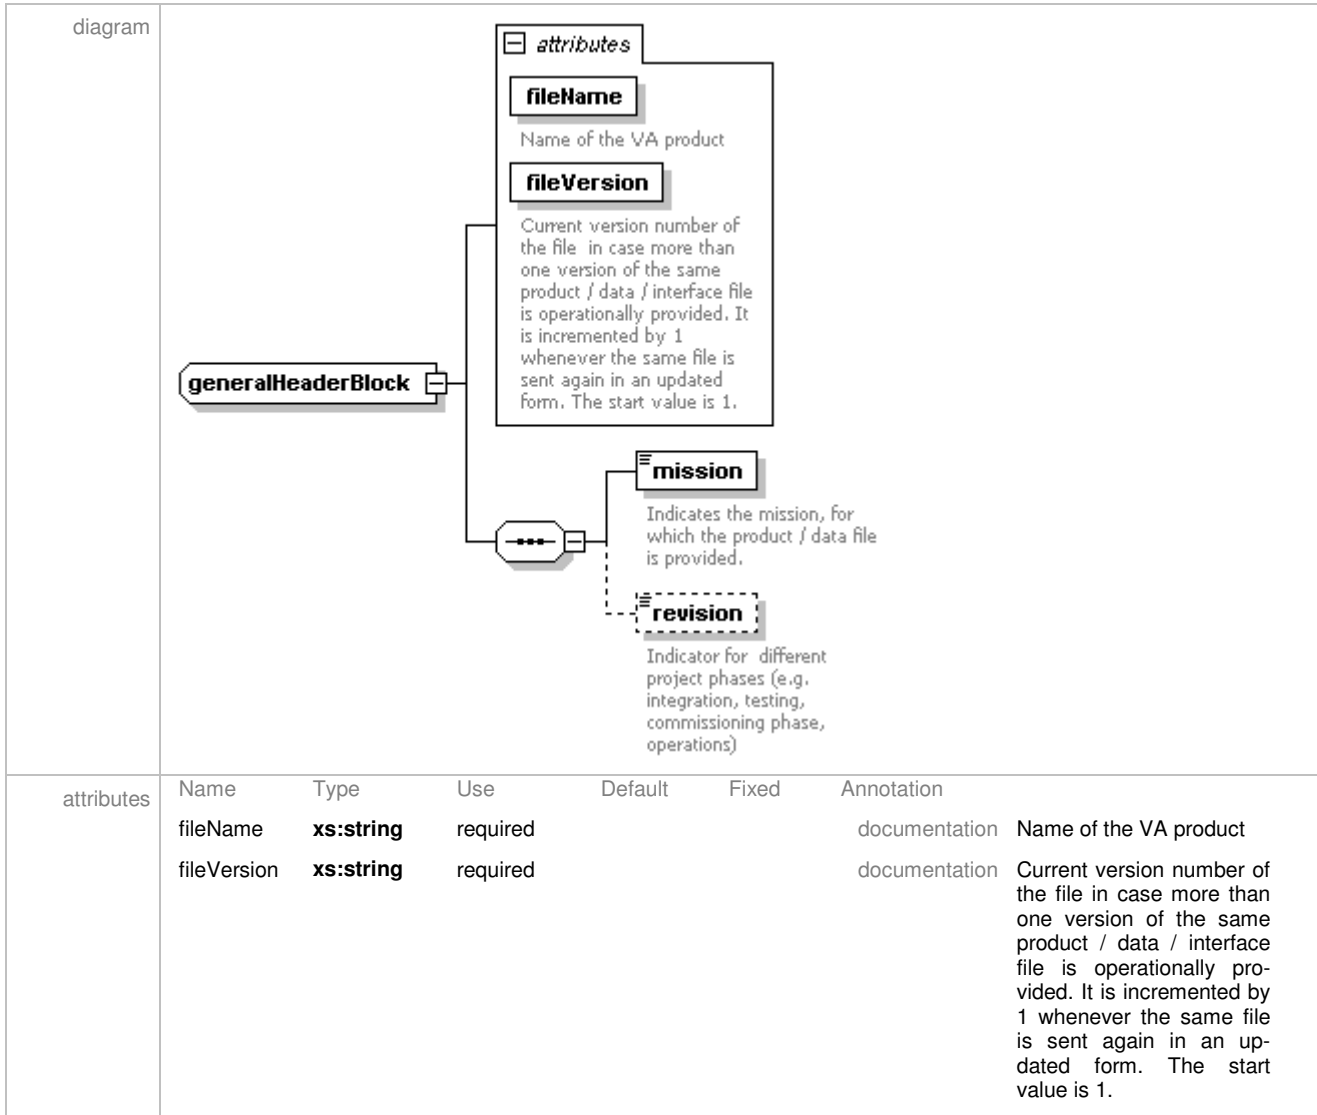 diagram
attributes
fileName
Name of the VA product
fileVersion
Current version number of
the file in case more than
one version of the same
product / data / interface file
is operationally provided. It
is incremented by 1
whenever the same file is
sent again in an updated
form. The start value is 1.
generalHeaderBlock
mission
Indicates the mission, for
which the product / data file
is provided.
revision
Indicator for different
project phases (e.g.
integration, testing,
commissioning phase,
operations)
attributes
Name Type Use Default Fixed Annotation
fileName xs:string required documentation Name of the VA product
fileVersion xs:string required documentation Current version number of
the file in case more than
one version of the same
product / data / interface
file is operationally pro-
vided. It is incremented by
1 whenever the same file
is sent again in an up-
dated form. The start
value is 1.